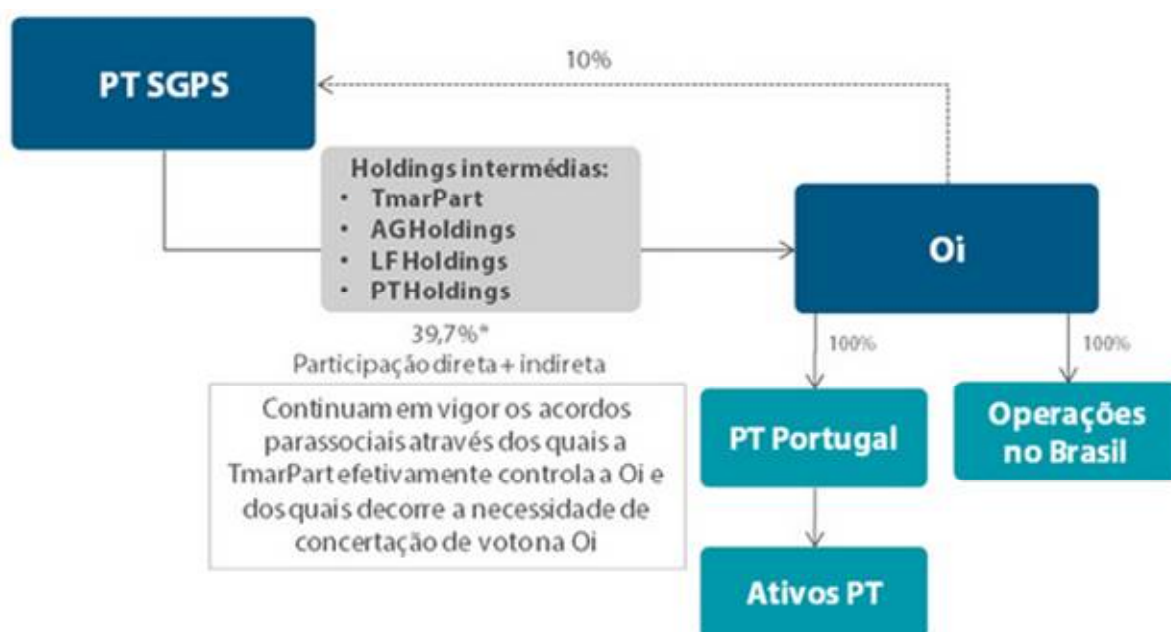 PT SGPS
10%
Holdings intermédias:
• TmarPart
• AGHoldings
• LFHoldings
• PTHoldings
Oi
39,7%*
Participação direta + indireta
100%
100%
Continuam em vigor os acordos
parassociais através dos quais a
TmarPart efetivamente controla a Oi e
dos quais decorre a necessidade de
concertação de voto na Oi
PT Portugal
Operações
no Brasil
Ativos PT